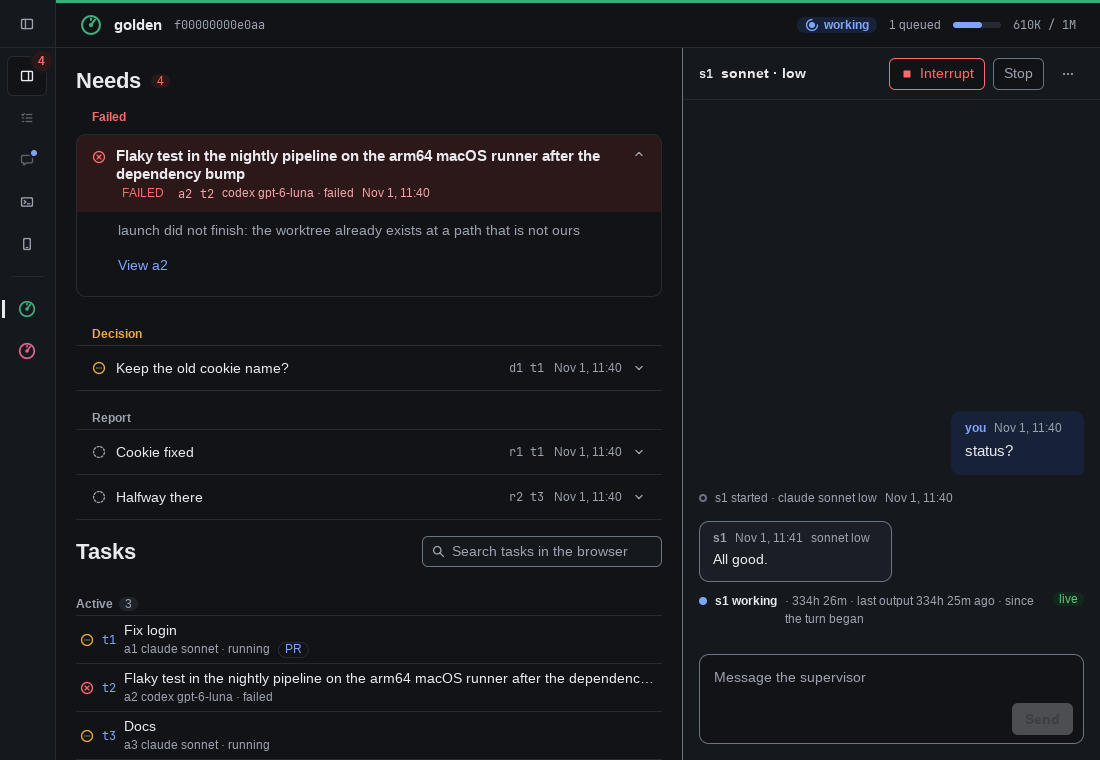 golden f00000000e0aa
working 1 queued 610K / 1M
4
Needs 4
Failed
Flaky test in the nightly pipeline on the arm64 macOS runner after the
dependency bump
FAILED a2 t2 codex gpt-6-luna · failed Nov 1, 11:40
launch did not finish: the worktree already exists at a path that is not ours
View a2
Decision
Keep the old cookie name? d1 t1 Nov 1, 11:40
Report
Cookie fixed r1 t1 Nov 1, 11:40
Halfway there r2 t3 Nov 1, 11:40
Tasks
Search tasks in the browser
Active 3
t1 Fix login
a1 claude sonnet · running PR
t2 Flaky test in the nightly pipeline on the arm64 macOS runner after the dependenc…
a2 codex gpt-6-luna · failed
t3 Docs
a3 claude sonnet · running
s1 sonnet · low
Interrupt
Stop
···
you Nov 1, 11:40
status?
s1 started · claude sonnet low Nov 1, 11:40
s1 Nov 1, 11:41 sonnet low
All good.
s1 working · 334h 26m · last output 334h 25m ago · since
the turn began
live
Message the supervisor
Send